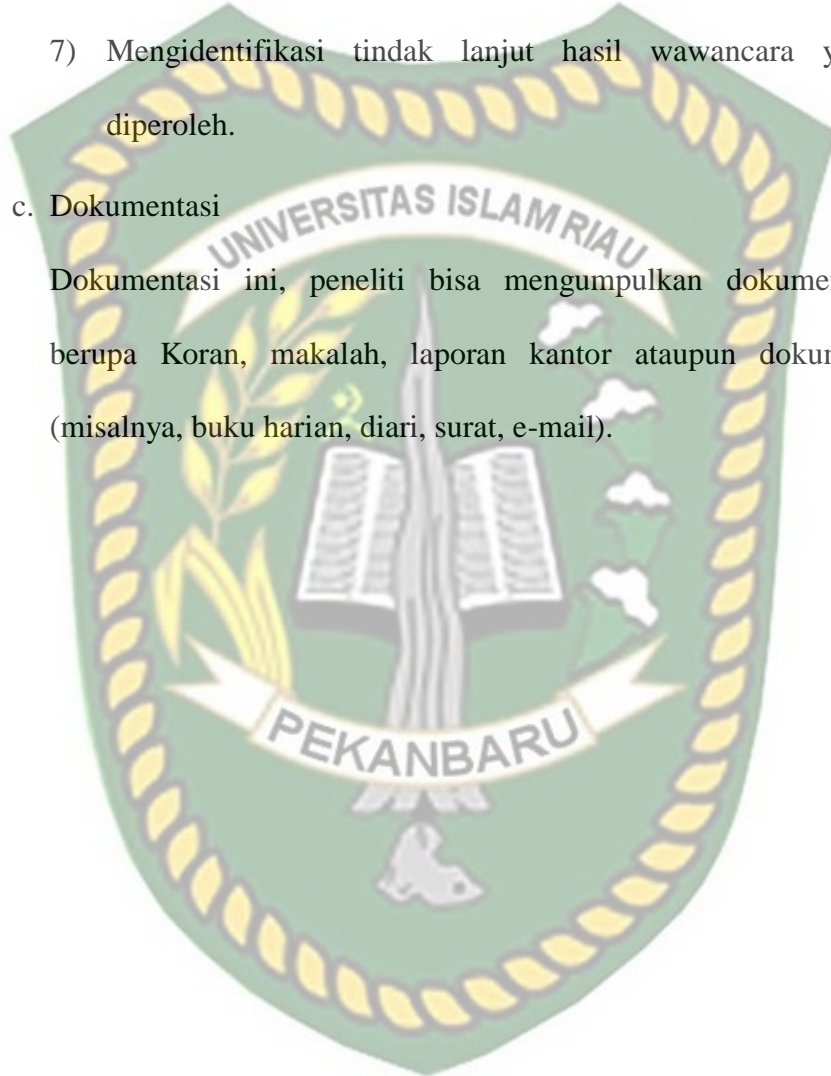 7) Mengidentifikasi tindak lanjut hasil wawancara
diperoleh.
c. Dokumentasi
UNIVERSITAS ISLAM RIAU
Dokumentasi ini, peneliti bisa mengumpulkan
berupa Koran, makalah, laporan kantor ataupun
(misalnya, buku harian, diari, surat, e-mail).
PEKANBARU